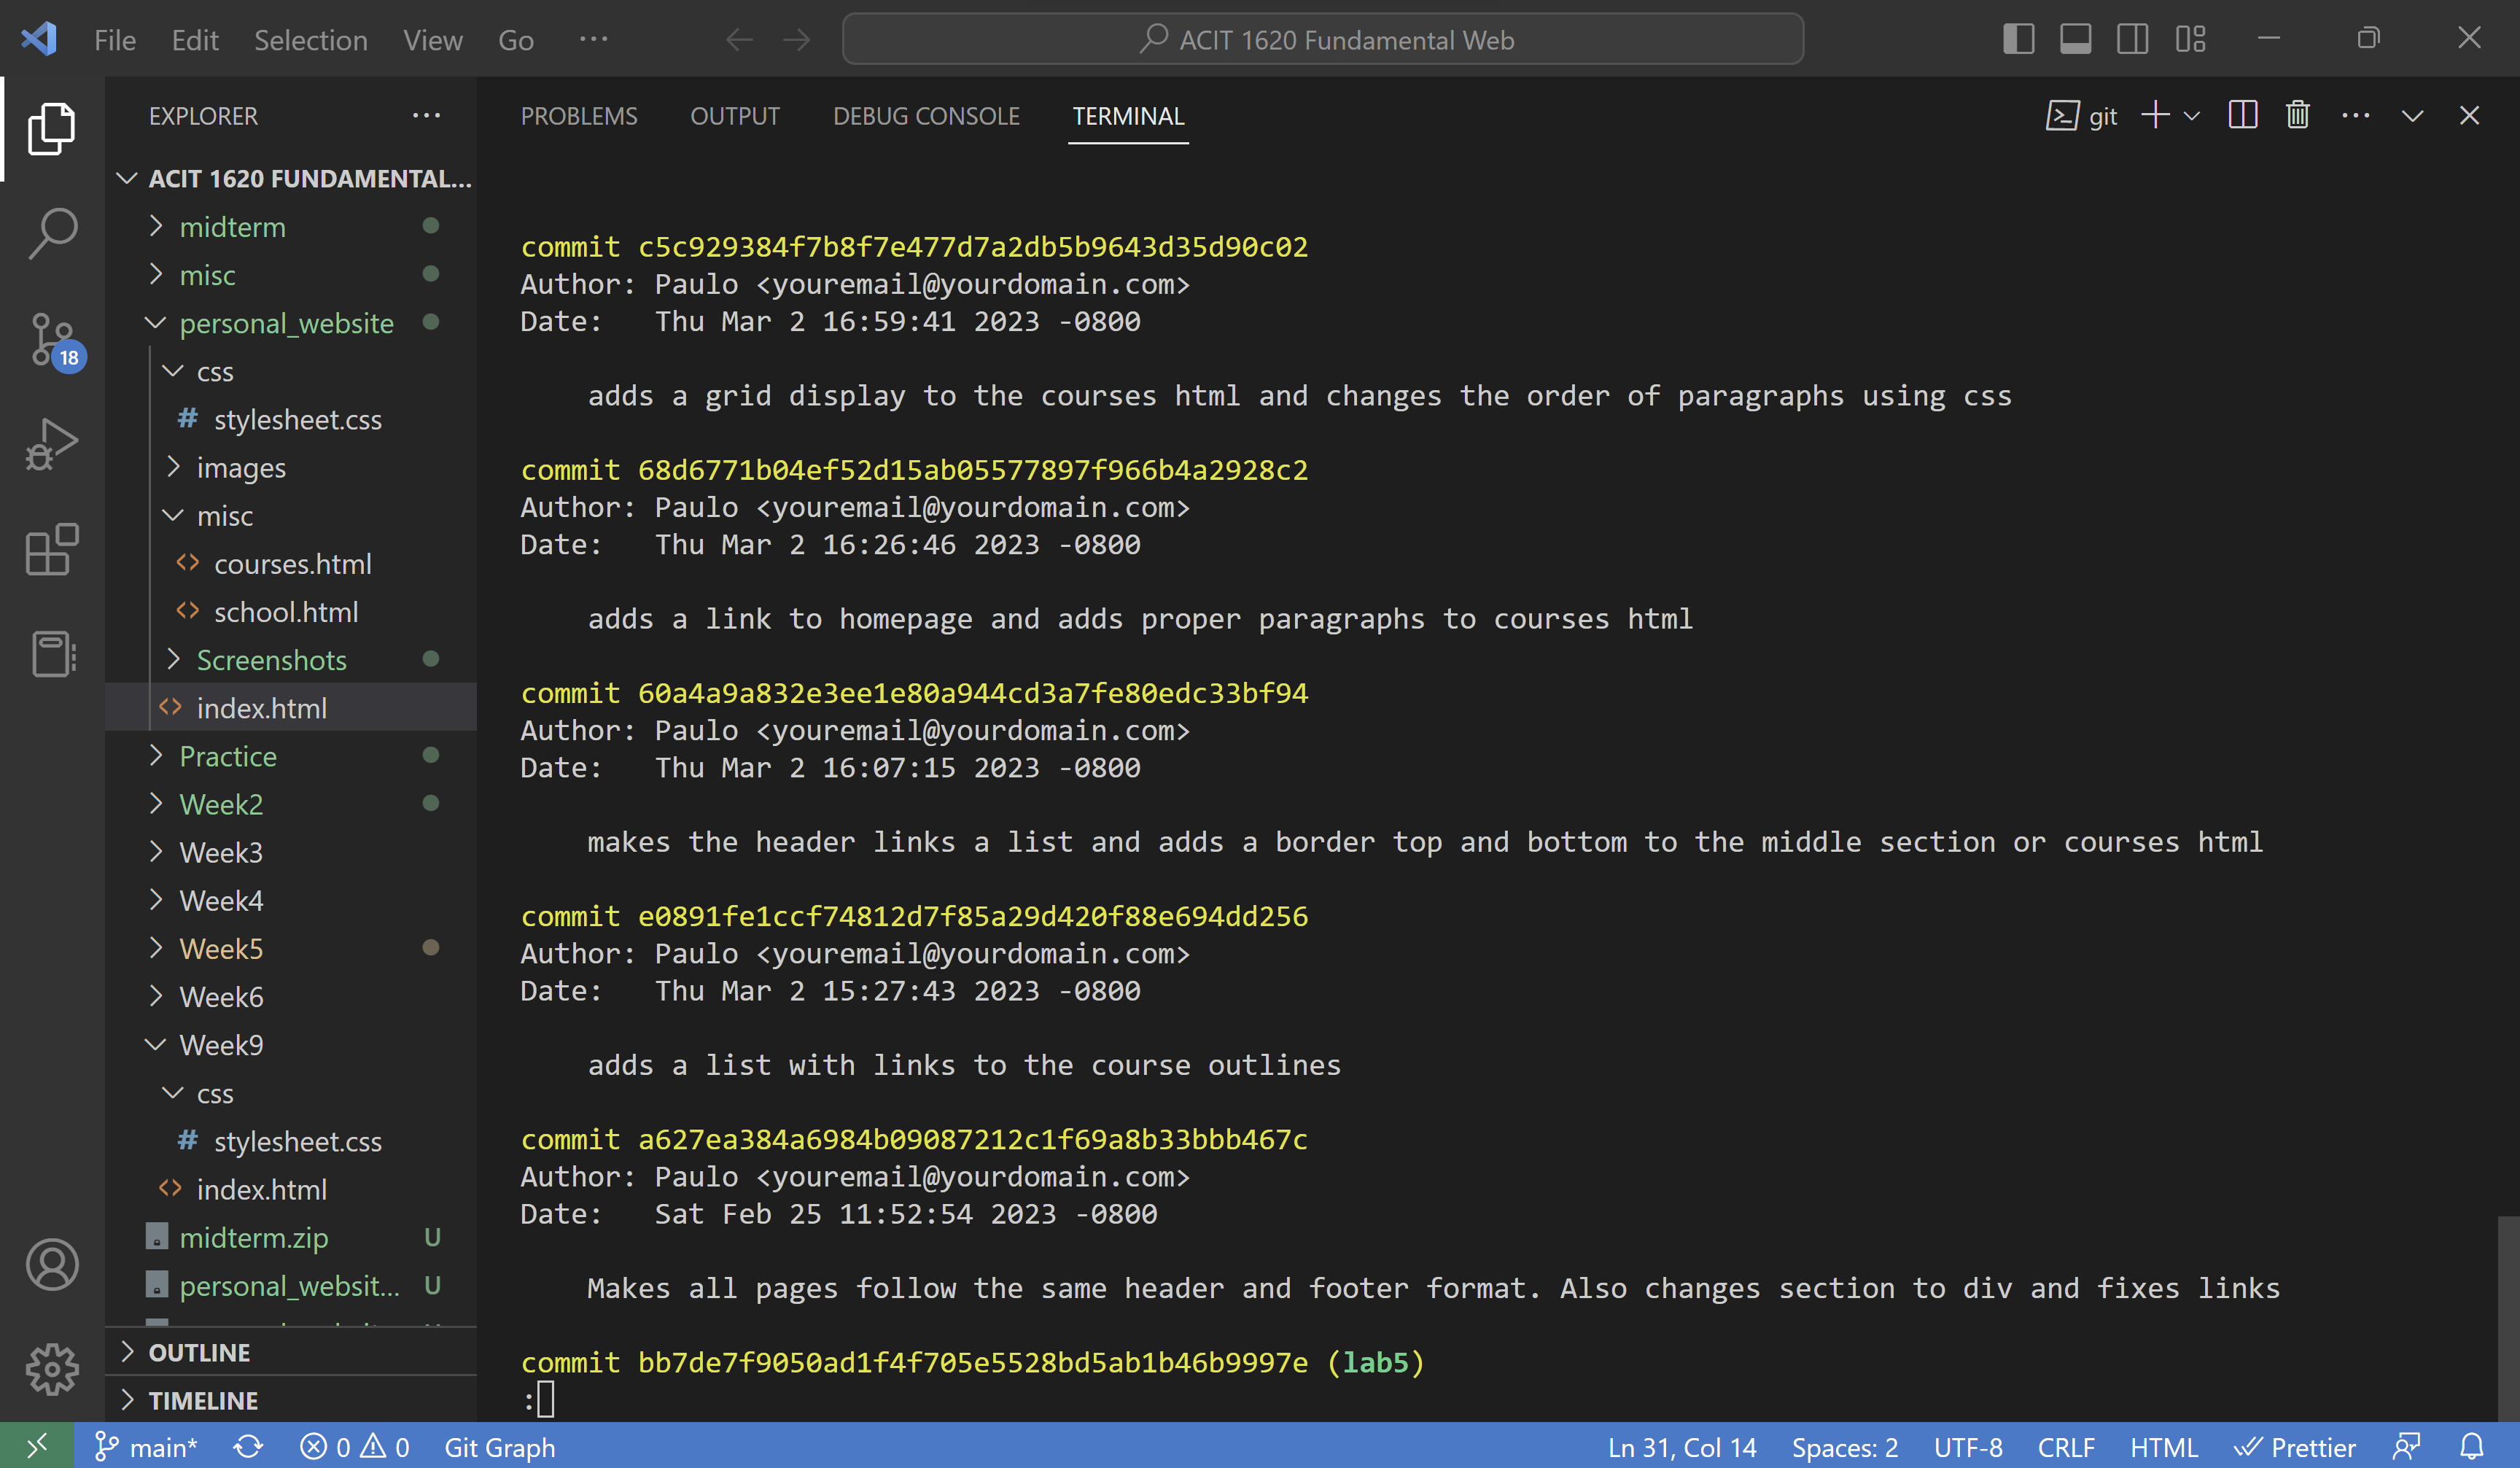 File Edit Selection View Go ···
ACIT 1620 Fundamental Web
EXPLORER
PROBLEMS OUTPUT DEBUG CONSOLE TERMINAL
git
ACIT 1620 FUNDAMENTAL...
midterm
misc
personal_website
css
# stylesheet.css
images
misc
<> courses.html
<> school.html
Screenshots
<> index.html
Practice
Week2
Week3
Week4
Week5
Week6
Week9
css
# stylesheet.css
<> index.html
midterm.zip U
personal_websit... U
OUTLINE
TIMELINE
18
commit c5c929384f7b8f7e477d7a2db5b9643d35d90c02
Author: Paulo <youremail@yourdomain.com>
Date:   Thu Mar 2 16:59:41 2023 -0800
adds a grid display to the courses html and changes the order of paragraphs using css
commit 68d6771b04ef52d15ab05577897f966b4a2928c2
Author: Paulo <youremail@yourdomain.com>
Date:   Thu Mar 2 16:26:46 2023 -0800
adds a link to homepage and adds proper paragraphs to courses html
commit 60a4a9a832e3ee1e80a944cd3a7fe80edc33bf94
Author: Paulo <youremail@yourdomain.com>
Date:   Thu Mar 2 16:07:15 2023 -0800
makes the header links a list and adds a border top and bottom to the middle section or courses html
commit e0891fe1ccf74812d7f85a29d420f88e694dd256
Author: Paulo <youremail@yourdomain.com>
Date:   Thu Mar 2 15:27:43 2023 -0800
adds a list with links to the course outlines
commit a627ea384a6984b09087212c1f69a8b33bbb467c
Author: Paulo <youremail@yourdomain.com>
Date:   Sat Feb 25 11:52:54 2023 -0800
Makes all pages follow the same header and footer format. Also changes section to div and fixes links
commit bb7de7f9050ad1f4f705e5528bd5ab1b46b9997e (lab5)
:
main* 0 0 Git Graph Ln 31, Col 14 Spaces: 2 UTF-8 CRLF HTML Prettier